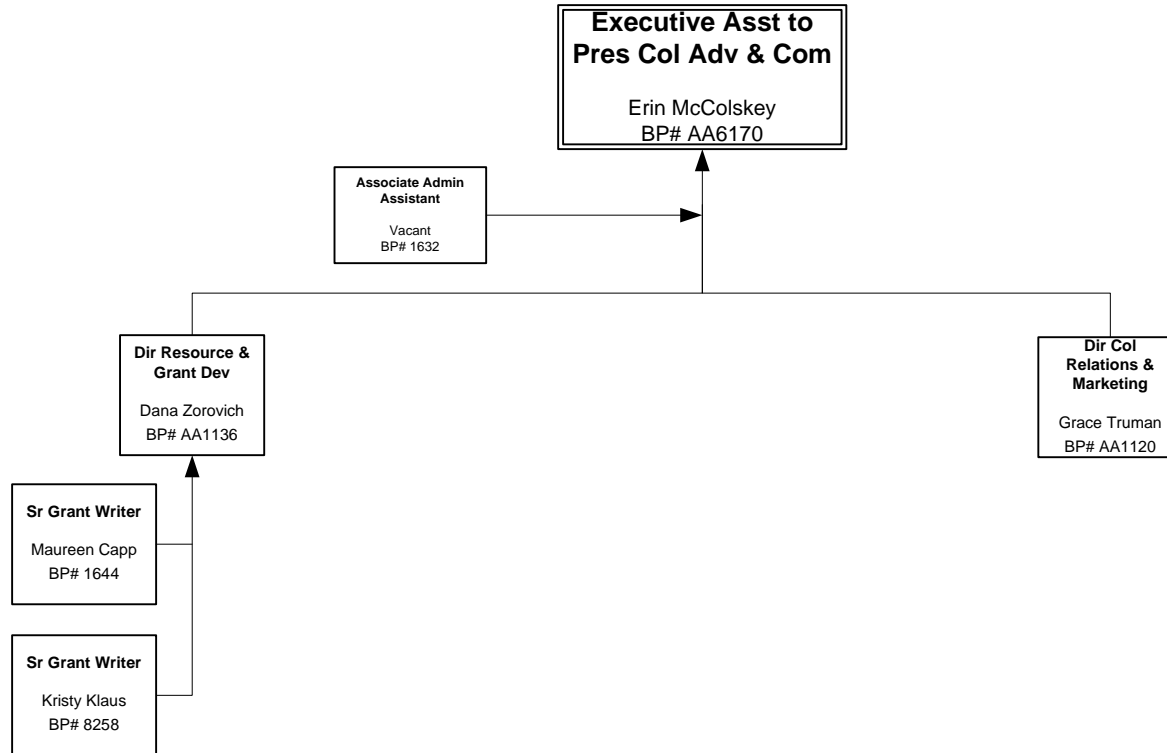 Executive Asst to
Pres Col Adv & Com
Erin McColskey
BP# AA6170
Associate Admin
Assistant
Vacant
BP# 1632
Dir Resource &
Grant Dev
Dana Zorovich
BP# AA1136
Dir Col
Relations &
Marketing
Grace Truman
BP# AA1120
Sr Grant Writer
Maureen Capp
BP# 1644
Sr Grant Writer
Kristy Klaus
BP# 8258